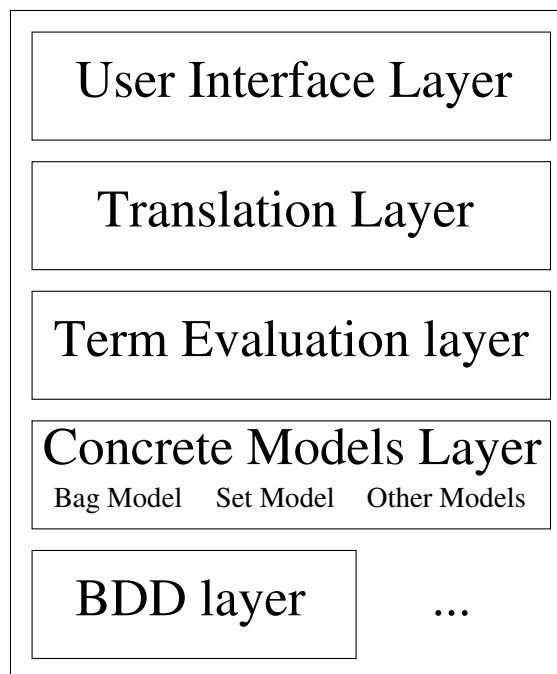 User Interface Layer
Translation Layer
Term Evaluation layer
Concrete Models Layer
Bag Model Set Model Other Models
BDD layer ...